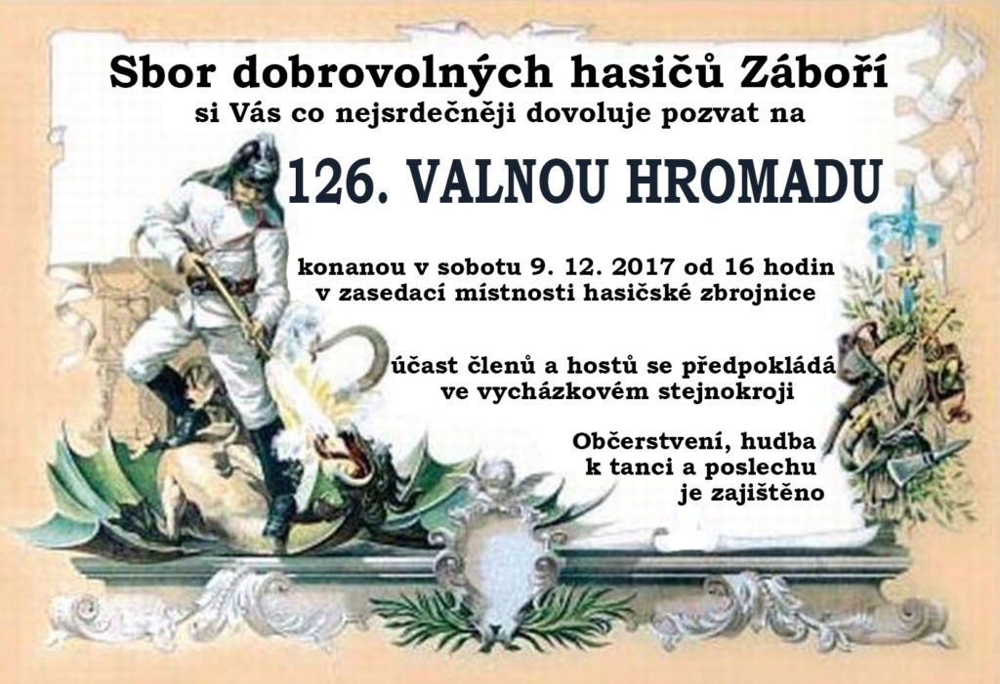 Sbor dobrovolných hasičů Záboří
si Vás co nejsrdečněji dovoluje pozvat na
126. VALNOU HROMADU
konanou v sobotu 9. 12. 2017 od 16 hodin
v zasedací místnosti hasičské zbrojnice
účast členů a hostů se předpokládá
ve vycházkovém stejnokroji
Občerstvení, hudba
k tanci a poslechu
je zajištěno